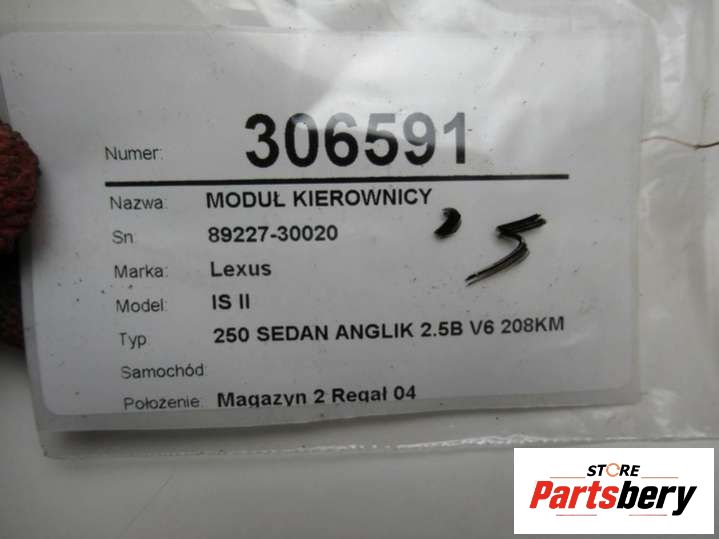 Numer: 306591
Nazwa: MODUŁ KIEROWNICY
Sn: 89227-30020
Marka: Lexus
Model: IS II
Typ: 250 SEDAN ANGLIK 2.5B V6 208KM
Samochód:
Położenie: Magazyn 2 Regał 04
STORE
Partsbery